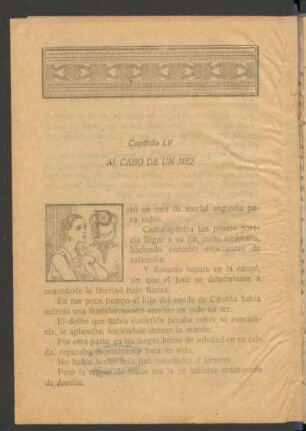 Capítulo LV
AL CABO DE UN MES
P
asó un mes de mortal angustia pa-
ra todos.
Cantalapiedra tan pronto pare-
cía llegar a su fin, como mejoraba,
haciendo concebir esperanzas de
salvación.
Y Roberto seguía en la cárcel,
sin que el juez se determinase a
concederle la libertad bajo fianza.
En tan poco tiempo el hijo del conde de había
sufrido una transformación enorme en todo su ser.
El delito que había cometido pesaba sobre su concien-
cia, le aplanaba, haciéndole desear la muerte.
Por otra parte, en las largas horas de soledad en su cel-
da, repasaba mentalmente toda su vida.
No había hecho más que necedades y locuras.
Pero la mayor de todas era la de haberse enamorado
de Amalia.